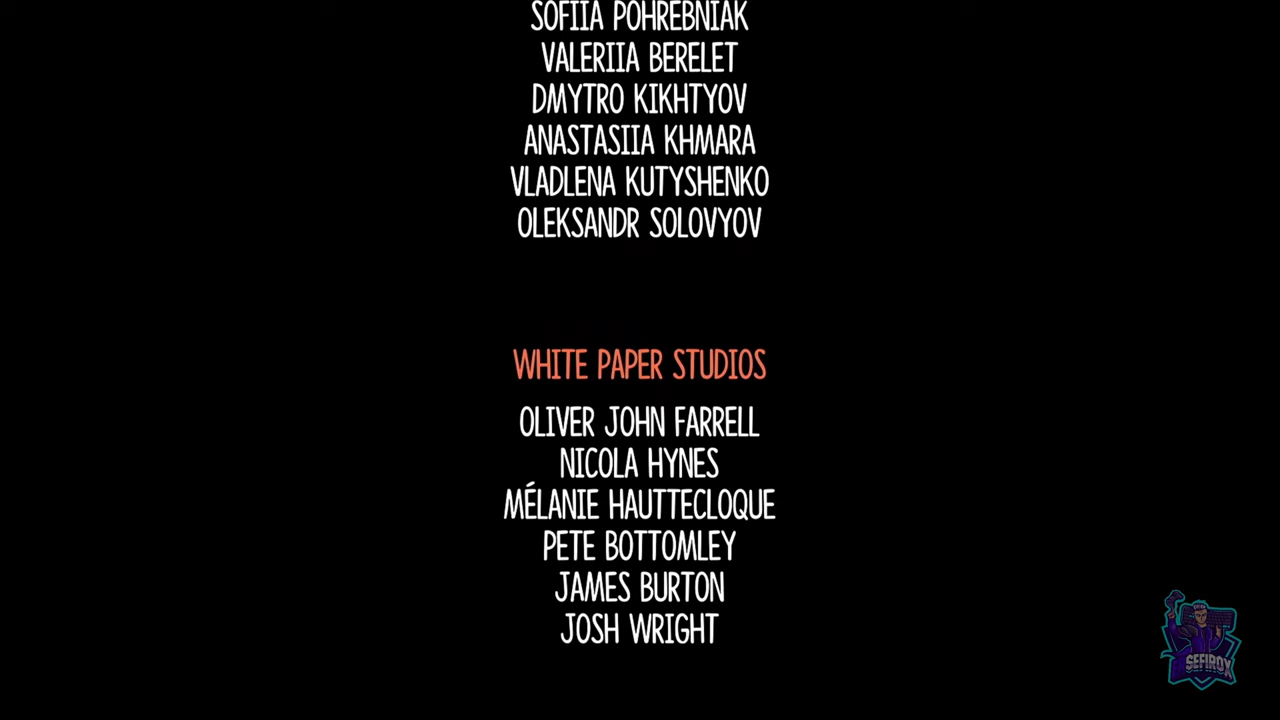 SOFIIA POHREBNIAK
VALERIIA BERELET
DMYTRO KIKHTYOV
ANASTASIIA KHMARA
VLADLENA KUTYSHENKO
OLEKSANDR SOLOVYOV
WHITE PAPER STUDIOS
OLIVER JOHN FARRELL
NICOLA HYNES
MÉLANIE HAUTTECLOQUE
PETE BOTTOMLEY
JAMES BURTON
JOSH WRIGHT
SEFIROX